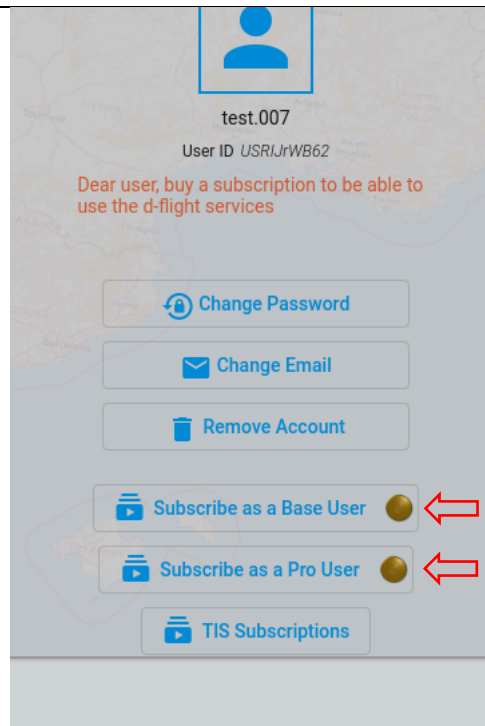 test.007
User ID USRIJrWB62
Dear user, buy a subscription to be able to
use the d-flight services
Change Password
Change Email
Remove Account
Subscribe as a Base User
Subscribe as a Pro User
TIS Subscriptions
Barcelona